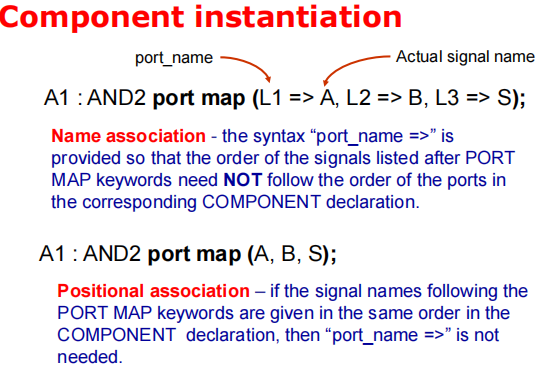 Component instantiation
port_name
Actual signal name
A1 : AND2 port map (L1 => A, L2 => B, L3 => S);
Name association - the syntax “port_name =>” is
provided so that the order of the signals listed after PORT
MAP keywords need NOT follow the order of the ports in
the corresponding COMPONENT declaration.
A1 : AND2 port map (A, B, S);
Positional association – if the signal names following the
PORT MAP keywords are given in the same order in the
COMPONENT declaration, then “port_name =>” is not
needed.